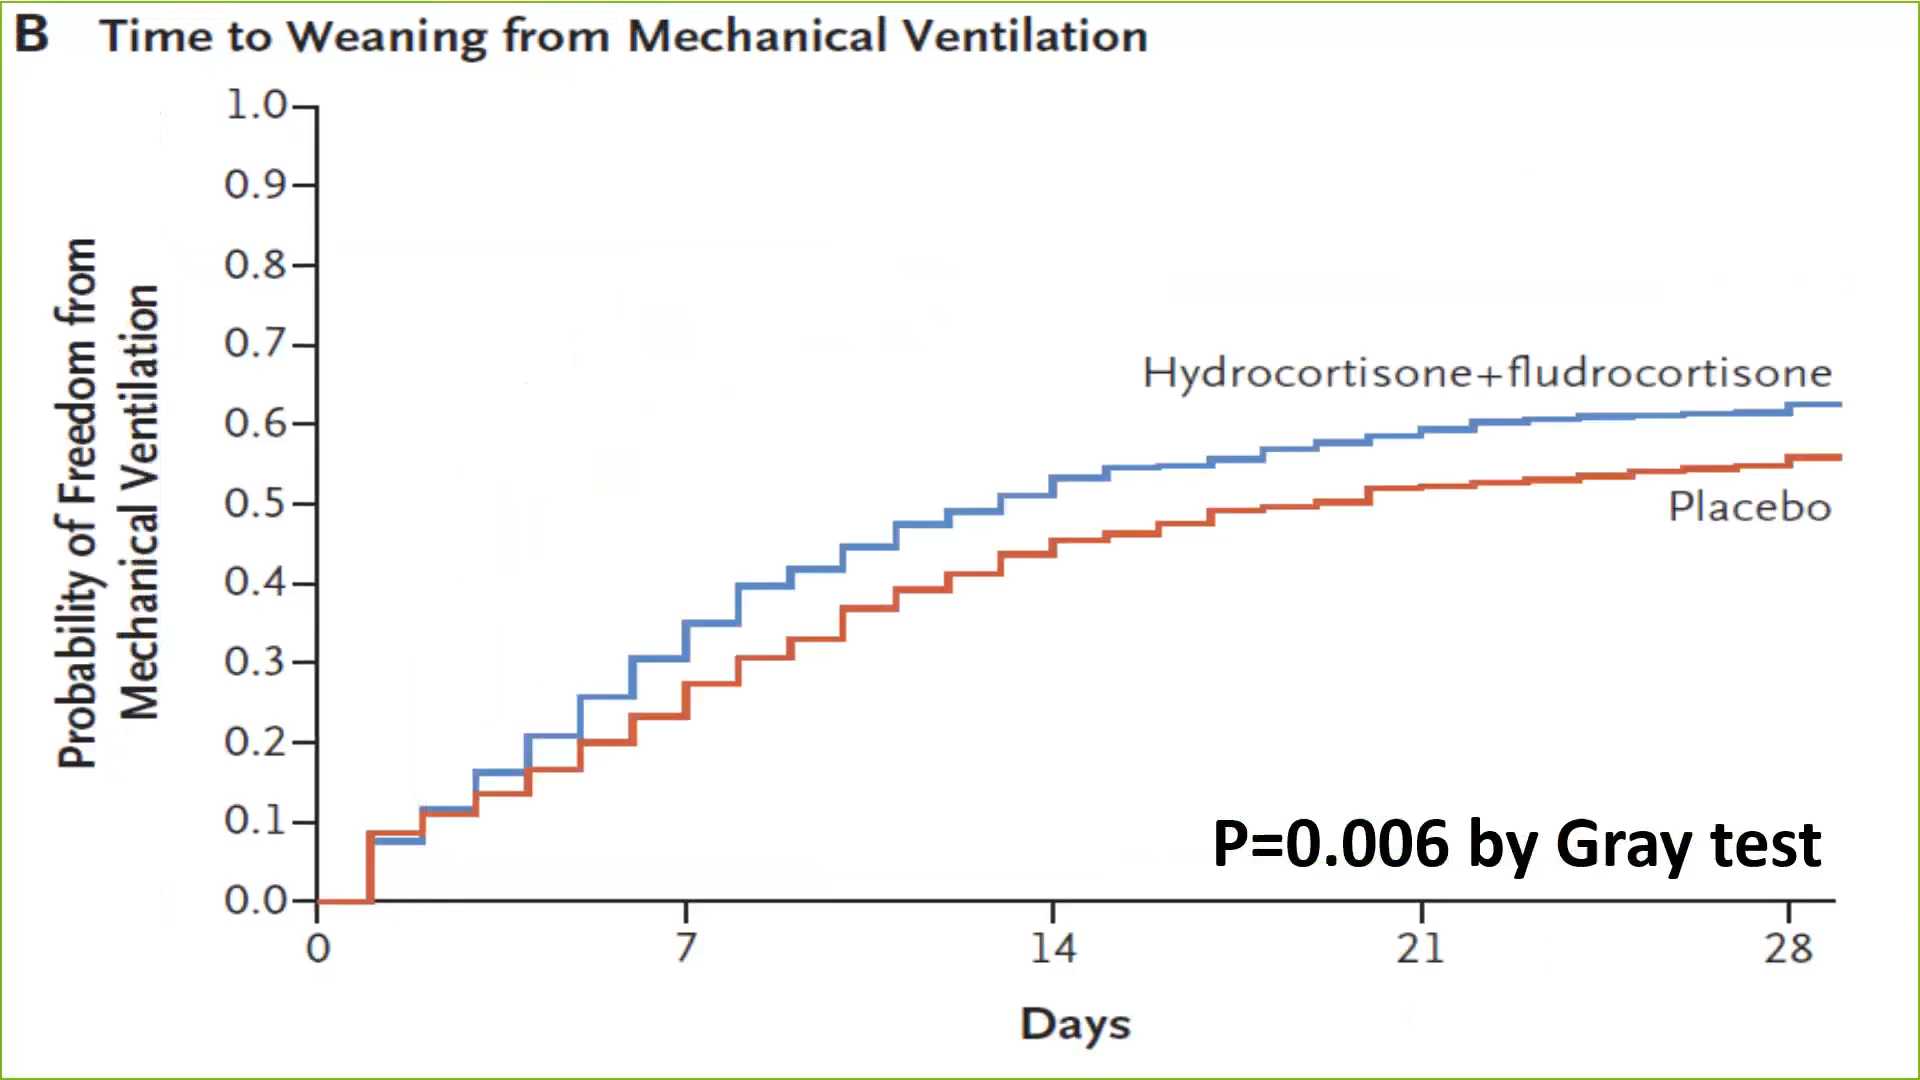 B Time to Weaning from Mechanical Ventilation
Probability of Freedom from
Mechanical Ventilation
1.0
0.9
0.8
0.7
0.6
0.5
0.4
0.3
0.2
0.1
0.0
Hydrocortisone+fludrocortisone
Placebo
P=0.006 by Gray test
0 7 14 21 28
Days